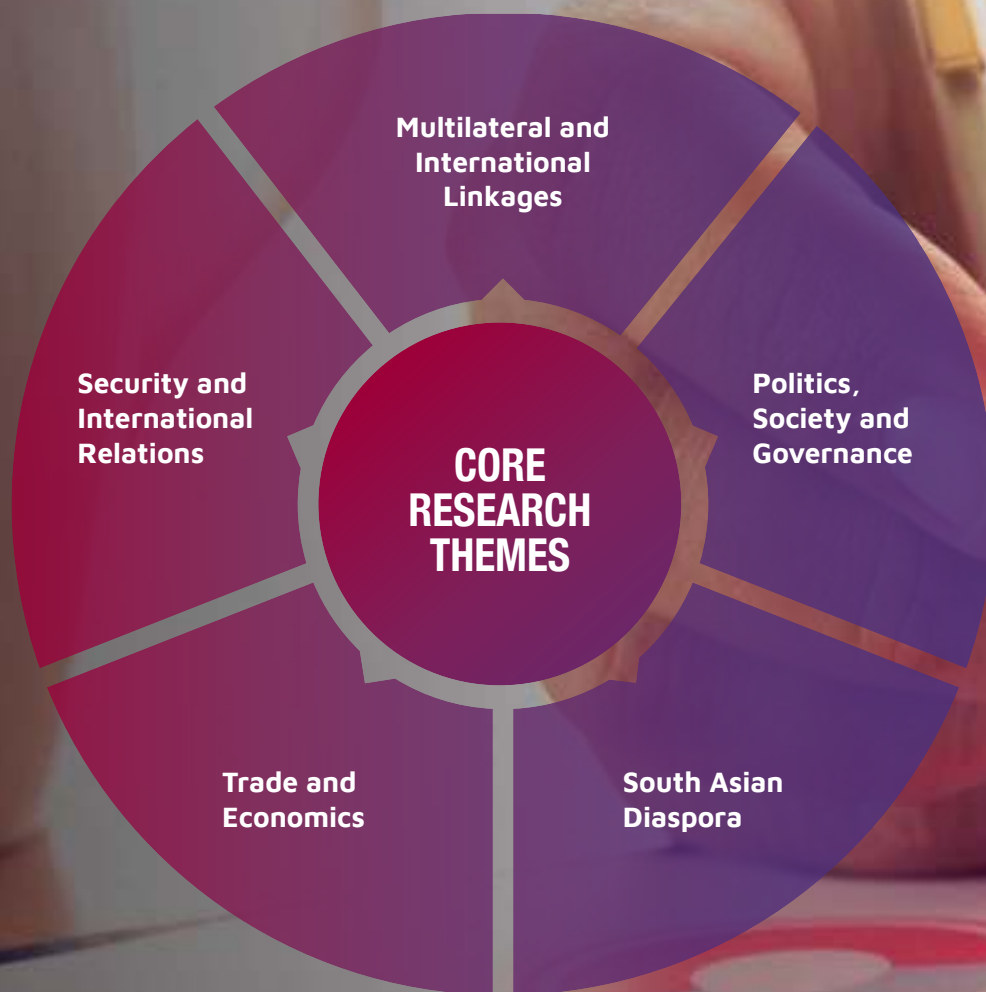 Multilateral and
International
Linkages
Security and
International
Relations
Politics,
Society and
Governance
CORE
RESEARCH
THEMES
Trade and
Economics
South Asian
Diaspora